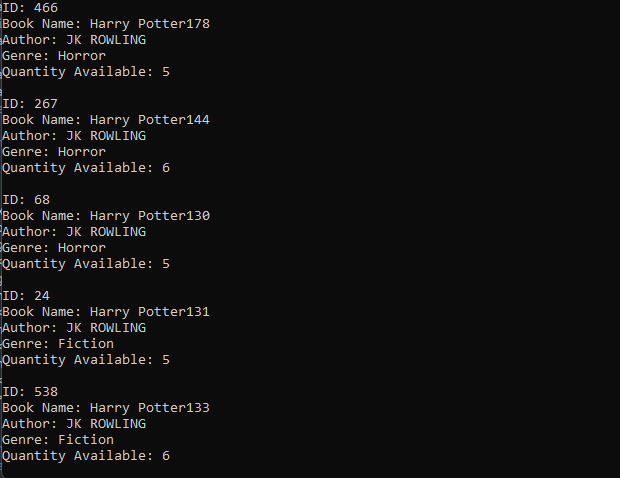 ID: 466
Book Name: Harry Potter178
Author: JK ROWLING
Genre: Horror
Quantity Available: 5
ID: 267
Book Name: Harry Potter144
Author: JK ROWLING
Genre: Horror
Quantity Available: 6
ID: 68
Book Name: Harry Potter130
Author: JK ROWLING
Genre: Horror
Quantity Available: 5
ID: 24
Book Name: Harry Potter131
Author: JK ROWLING
Genre: Fiction
Quantity Available: 5
ID: 538
Book Name: Harry Potter133
Author: JK ROWLING
Genre: Fiction
Quantity Available: 6